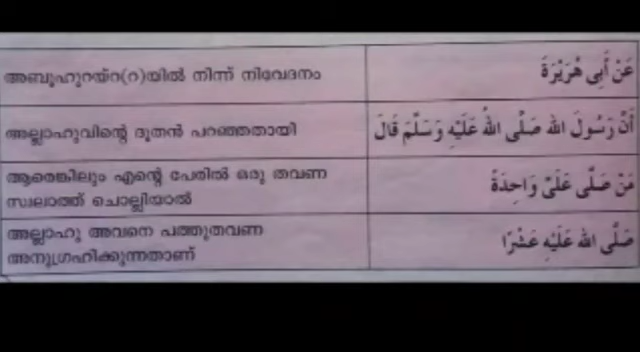 അബൂഹുറയ്റ(റ)യിൽ നിന്ന് നിവേദനം
عَنْ أَبِى هُرَيْرَةَ
അല്ലാഹുവിന്റെ ദൂതൻ പറഞ്ഞതായി
أَنَّ رَسُولَ الله صَلَّى اللهُ عَلَيْهِ وَسَلَّمَ قَالَ
ആരെങ്കിലും എന്റെ പേരിൽ ഒരു തവണ
സ്വലാത്ത് ചൊല്ലിയാൽ
مَنْ صَلَّى عَلَىَّ وَاحِدَةً
അല്ലാഹു അവനെ പത്തുതവണ
അനുഗ്രഹിക്കുന്നതാണ്
صَلَّى الله عَلَيْهِ عَشْرًا